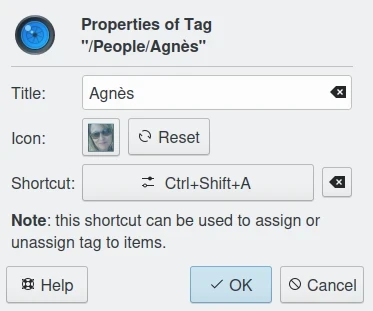 Properties of Tag
"/People/Agnès"
Title: Agnès
Icon: Reset
Shortcut: Ctrl+Shift+A
Note: this shortcut can be used to assign or
unassign tag to items.
Help OK Cancel